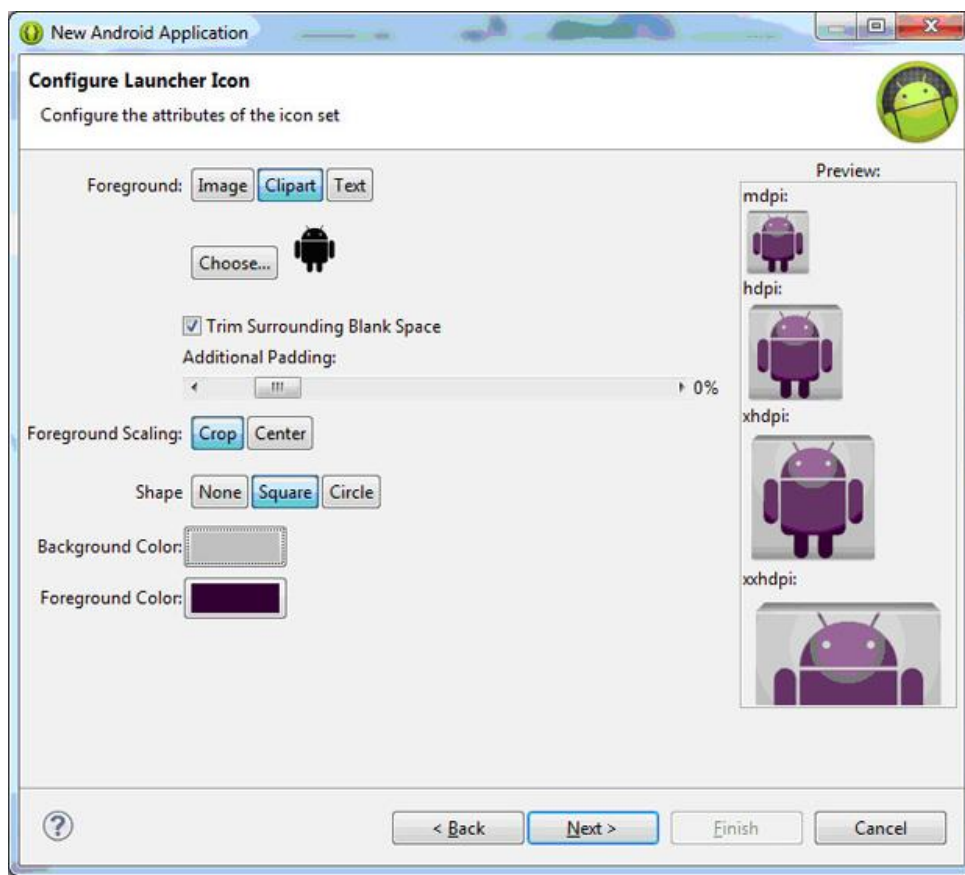 New Android Application
Configure Launcher Icon
Configure the attributes of the icon set
Foreground: Image Clipart Text
Choose...
Trim Surrounding Blank Space
Additional Padding:
0%
Foreground Scaling: Crop Center
Shape None Square Circle
Background Color:
Foreground Color:
Preview:
mdpi:
hdpi:
xhdpi:
xxhdpi:
< Back Next > Finish Cancel